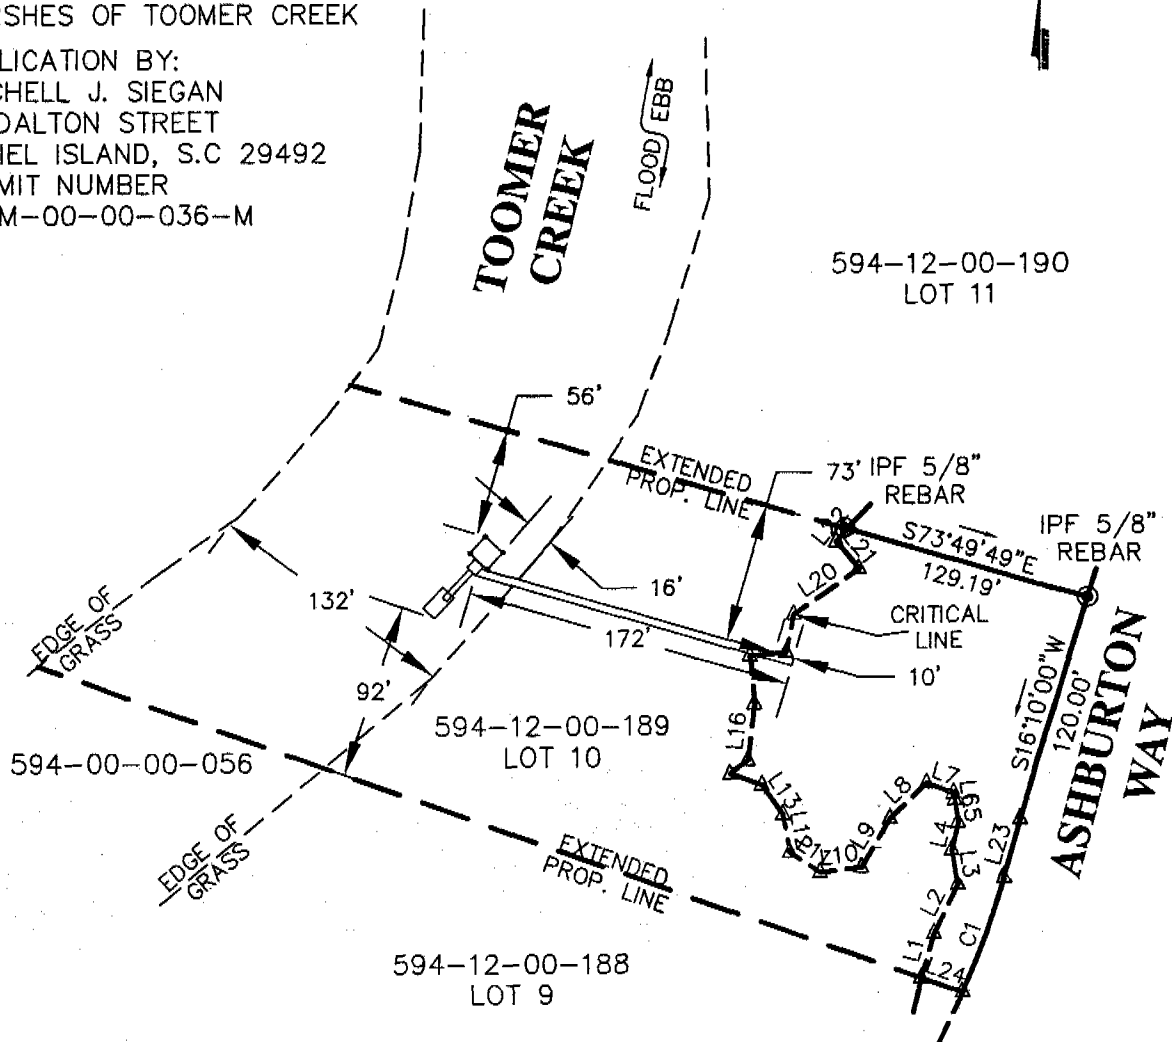 RSHES OF TOOMER CREEK
LICATION BY:
CHELL J. SIEGAN
DALTON STREET
IEL ISLAND, S.C 29492
MIT NUMBER
M-00-00-036-M
TOOMER
CREEK
FLOOD EBB
594-12-00-190
LOT 11
56'
EXTENDED
PROP. LINE
73'
IPF 5/8"
REBAR
IPF 5/8"
REBAR
S73°49'49"E
129.19'
L21
L20
16'
132'
172'
CRITICAL
LINE
10'
EDGE OF
GRASS
92'
S16°10'00"W
120.00'
ASHBURTON
WAY
594-12-00-189
LOT 10
594-00-00-056
L16
L13
L8
L7
L65
L9
L10
L4
L3
L23
EDGE OF
GRASS
EXTENDED
PROP. LINE
L2
L1
C1
L24
594-12-00-188
LOT 9